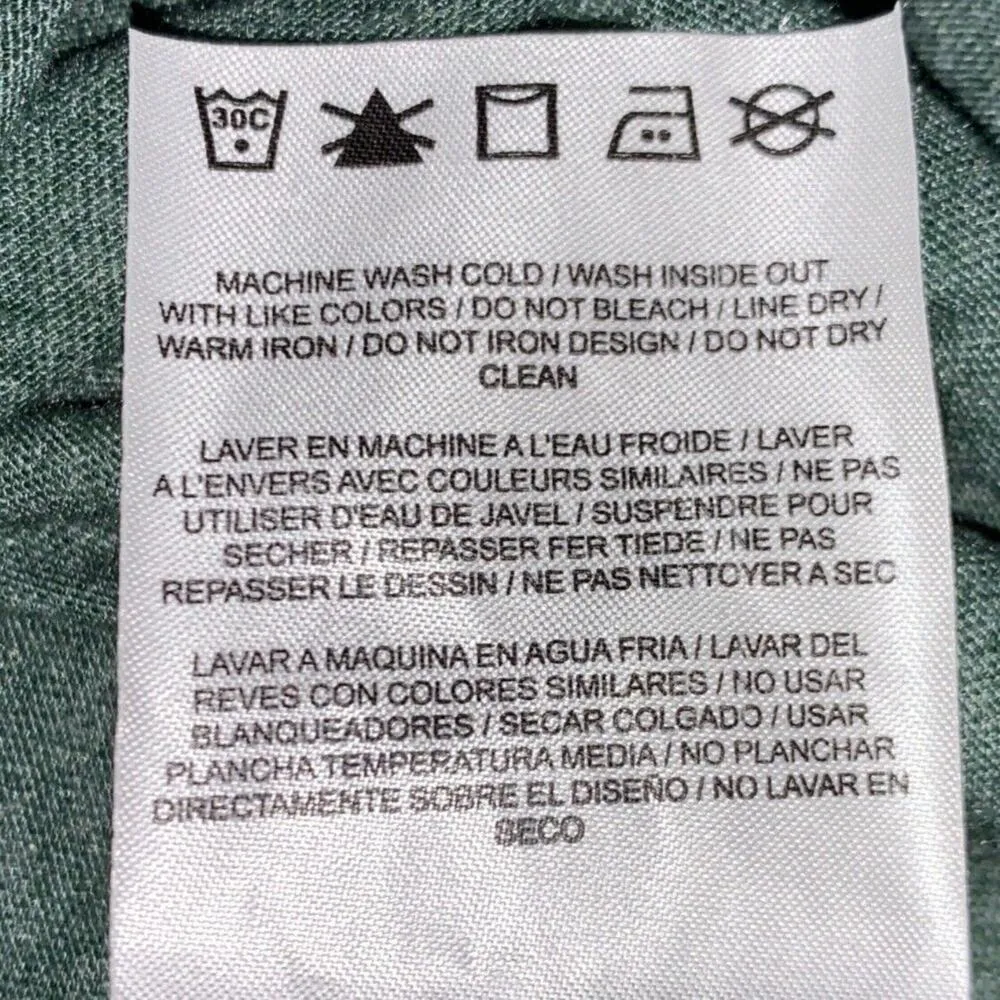 30C
MACHINE WASH COLD / WASH INSIDE OUT
WITH LIKE COLORS / DO NOT BLEACH / LINE DRY /
WARM IRON / DO NOT IRON DESIGN / DO NOT DRY
CLEAN
LAVER EN MACHINE A L'EAU FROIDE / LAVER
A L'ENVERS AVEC COULEURS SIMILAIRES / NE PAS
UTILISER D'EAU DE JAVEL / SUSPENDRE POUR
SECHER / REPASSER FER TIEDE / NE PAS
REPASSER LE DESSIN / NE PAS NETTOYER A SEC
LAVAR A MAQUINA EN AGUA FRIA / LAVAR DEL
REVES CON COLORES SIMILARES / NO USAR
BLANQUEADORES / SECAR COLGADO / USAR
PLANCHA TEMPERATURA MEDIA / NO PLANCHAR
DIRECTAMENTE SOBRE EL DISEÑO / NO LAVAR EN
SECO